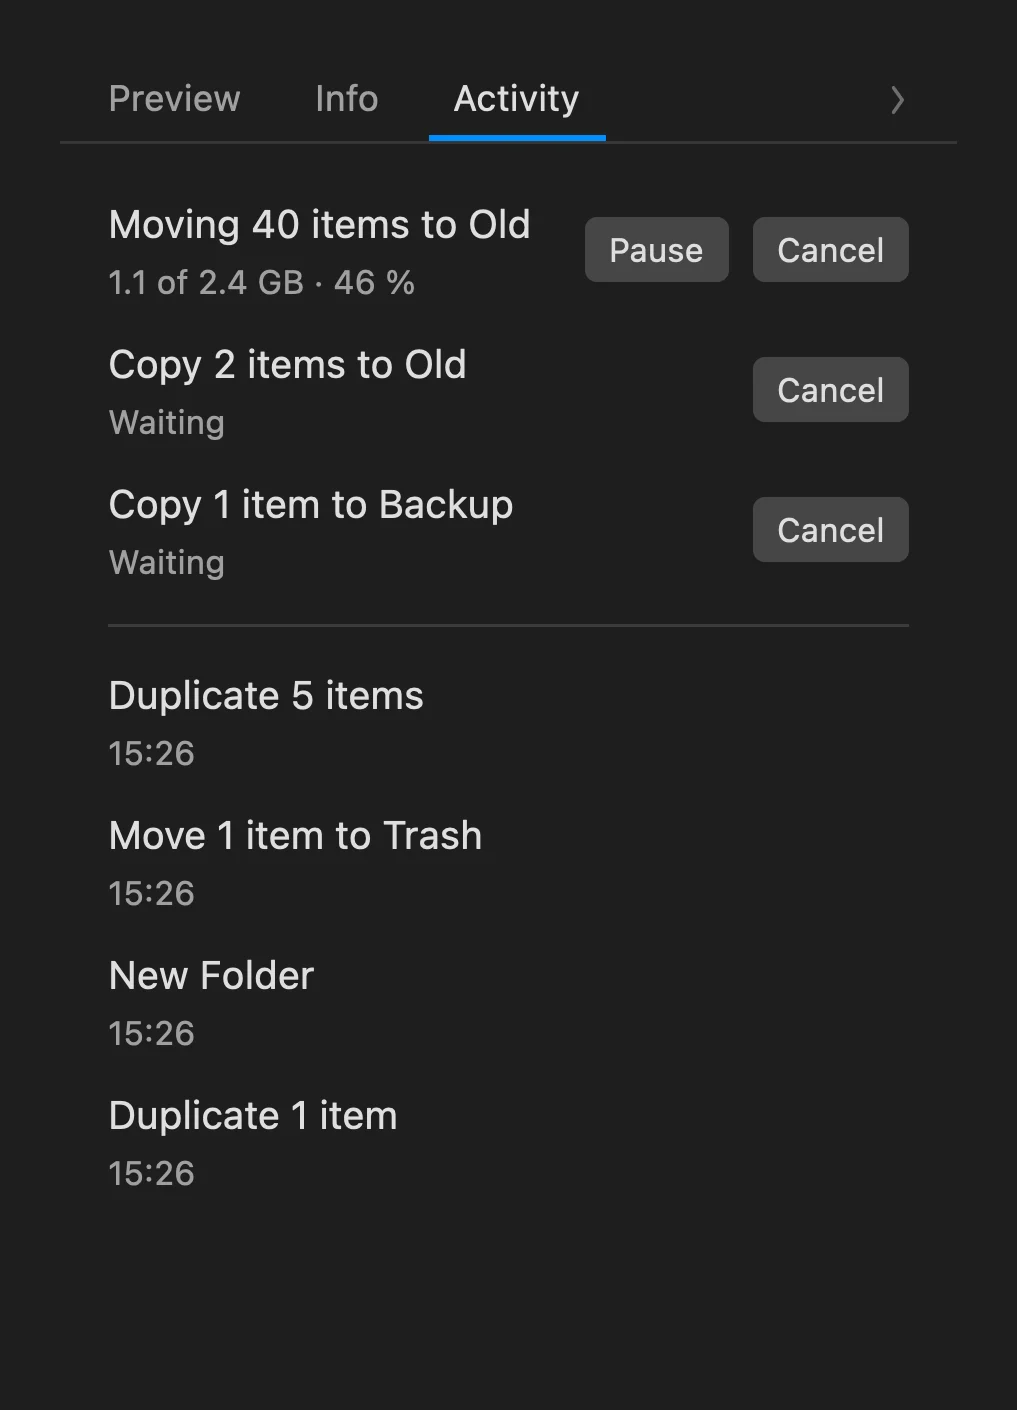 Preview Info Activity
Moving 40 items to Old
1.1 of 2.4 GB · 46 %
Pause Cancel
Copy 2 items to Old
Waiting
Cancel
Copy 1 item to Backup
Waiting
Cancel
Duplicate 5 items
15:26
Move 1 item to Trash
15:26
New Folder
15:26
Duplicate 1 item
15:26